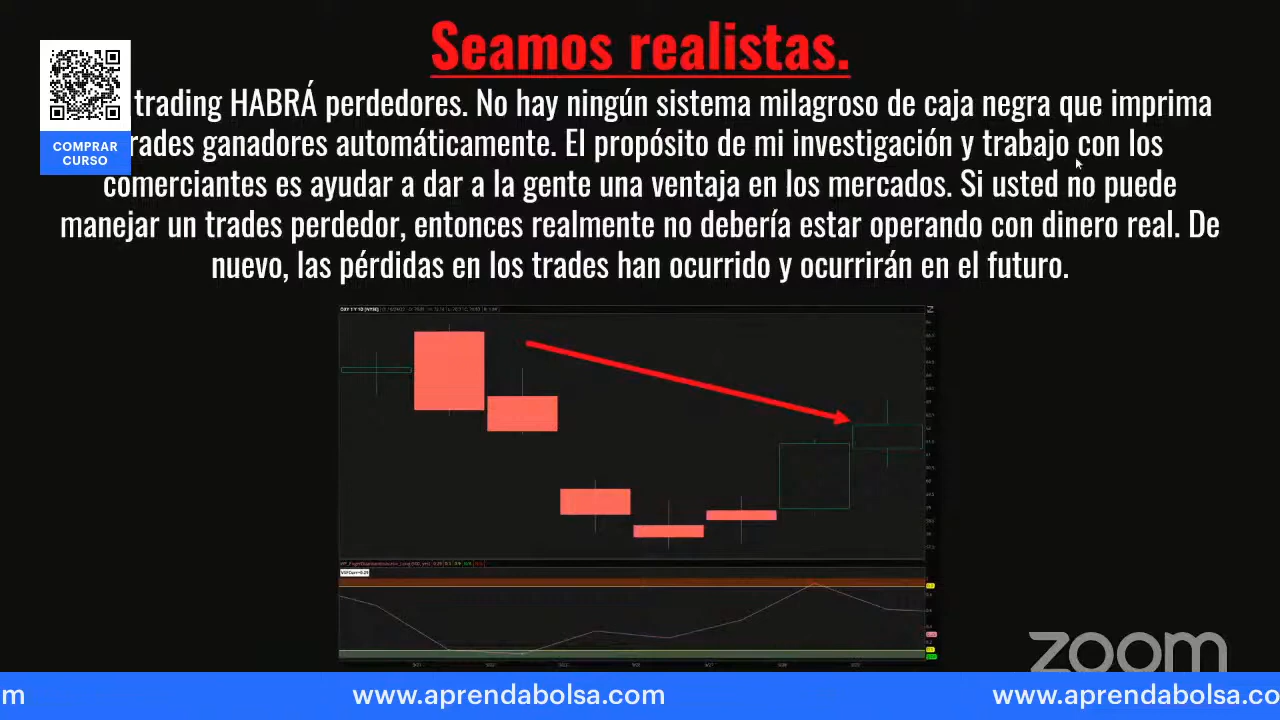 Seamos realistas.
trading HABRÁ perdedores. No hay ningún sistema milagroso de caja negra que imprima
rades ganadores automáticamente. El propósito de mi investigación y trabajo con los
comerciantes es ayudar a dar a la gente una ventaja en los mercados. Si usted no puede
manejar un trades perdedor, entonces realmente no debería estar operando con dinero real. De
nuevo, las pérdidas en los trades han ocurrido y ocurrirán en el futuro.
COMPRAR
CURSO
zoom
m www.aprendabolsa.com www.aprendabolsa.co